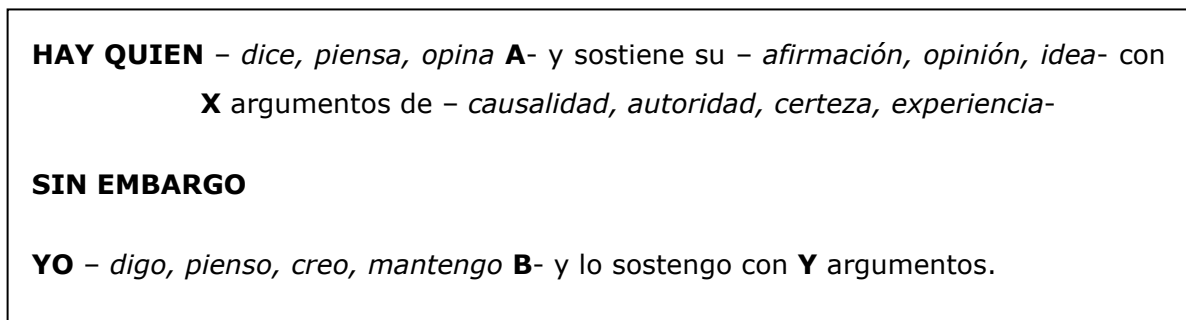 HAY QUIEN – dice, piensa, opina A- y sostiene su – afirmación, opinión, idea- con
X argumentos de – causalidad, autoridad, certeza, experiencia-
SIN EMBARGO
YO – digo, pienso, creo, mantengo B- y lo sostengo con Y argumentos.